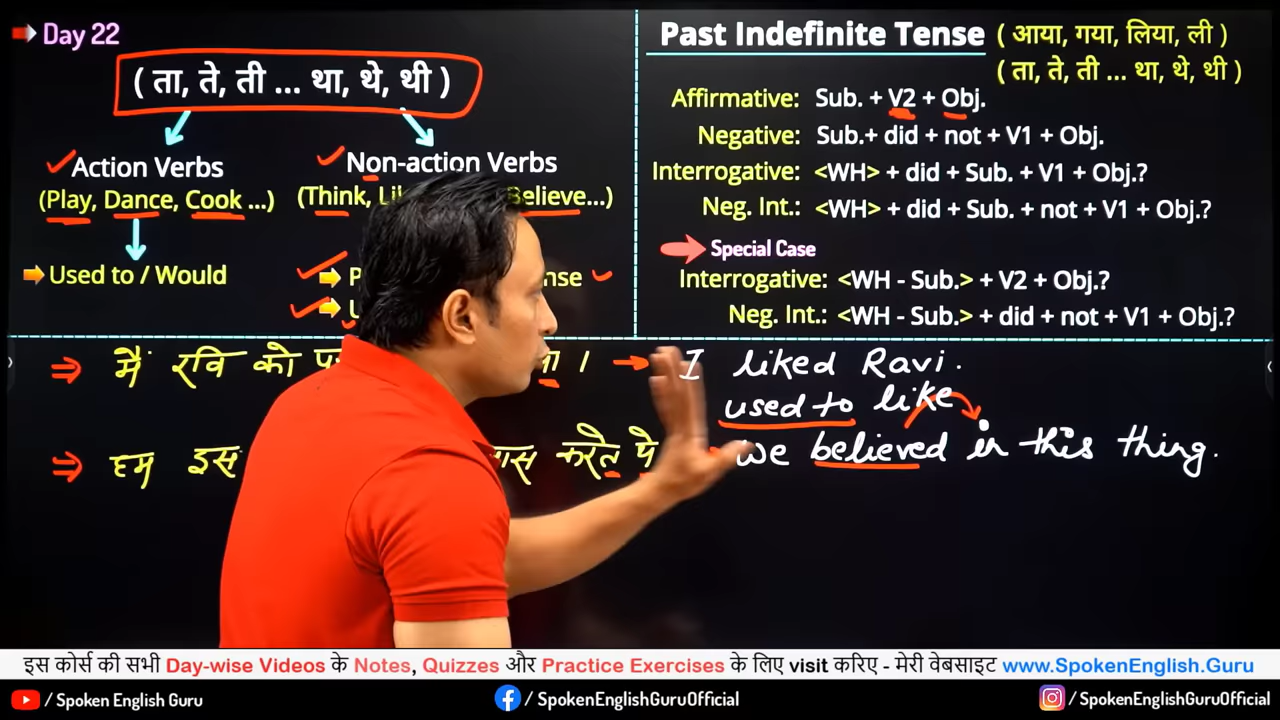 Day 22
( ता, ते, ती ... था, थे, थी )
Action Verbs
(Play, Dance, Cook ...)
Used to / Would
Non-action Verbs
(Think, Believe...)
Past Indefinite Tense ( आया, गया, लिया, ली )
( ता, ते, ती ... था, थे, थी )
Affirmative: Sub. + V2 + Obj.
Negative: Sub.+ did + not + V1 + Obj.
Interrogative: <WH> + did + Sub. + V1 + Obj.?
Neg. Int.: <WH> + did + Sub. + not + V1 + Obj.?
Special Case
Interrogative: <WH - Sub.> + V2 + Obj.?
Neg. Int.: <WH - Sub.> + did + not + V1 + Obj.?
मैं रवि को । I liked Ravi.
used to like
हम इस करते थे we believed in this thing.
इस कोर्स की सभी Day-wise Videos के Notes, Quizzes और Practice Exercises के लिए visit करिए - मेरी वेबसाइट www.SpokenEnglish.Guru
/ Spoken English Guru / SpokenEnglishGuruOfficial / SpokenEnglishGuruOfficial